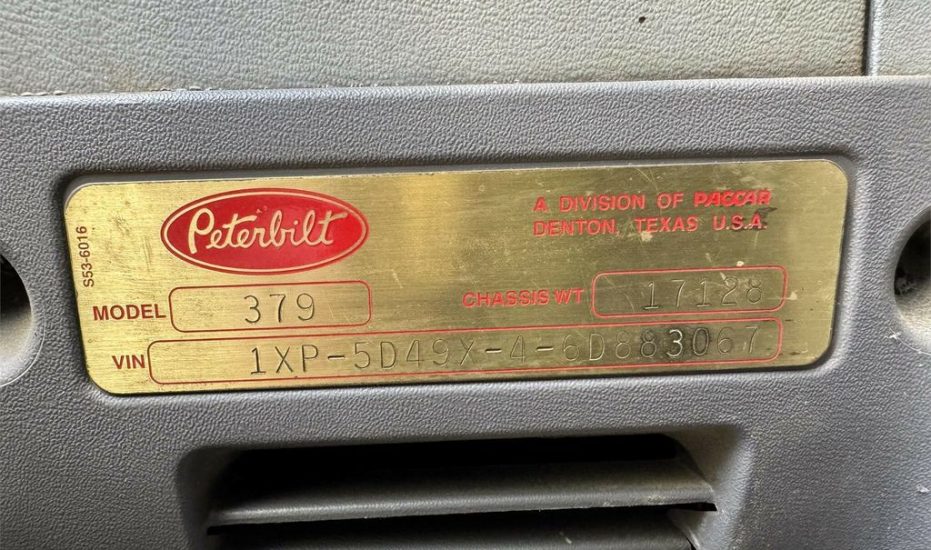 Peterbilt
A DIVISION OF PACCAR
DENTON, TEXAS U.S.A.
S53-6016
MODEL 379 CHASSIS WT 17128
VIN 1XP-5D49X-4-6D883067